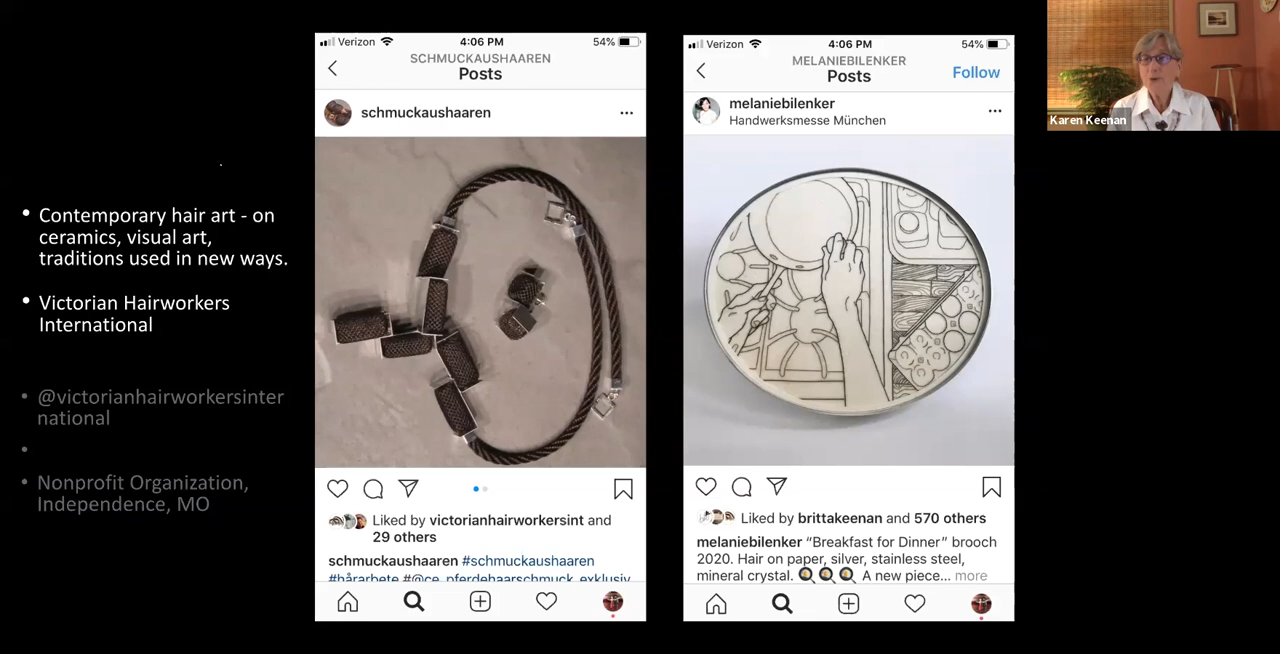 • Contemporary hair art - on
ceramics, visual art,
traditions used in new ways.
• Victorian Hairworkers
International
• @victorianhairworkersinter
national
•
• Nonprofit Organization,
Independence, MO
Verizon 4:06 PM 54%
SCHMUCKAUSHAAREN
Posts
schmuckaushaaren
Liked by victorianhairworkersint and
29 others
schmuckaushaaren #schmuckaushaaren
#hårarbete #@ce_pferdehaarschmuck_exklusiv
Verizon 4:06 PM 54%
MELANIEBILENKER
Posts
Follow
melaniebilenker
Handwerksmesse München
Liked by brittakeenan and 570 others
melaniebilenker “Breakfast for Dinner” brooch
2020. Hair on paper, silver, stainless steel,
mineral crystal. 🍳🍳🍳 A new piece... more
Karen Keenan